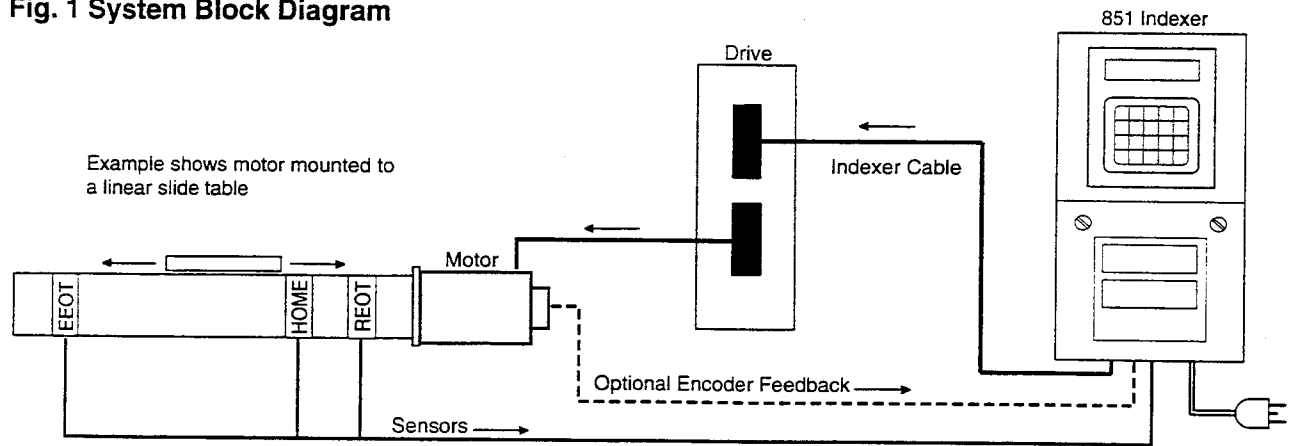 Fig. 1 System Block Diagram
851 Indexer
Drive
Example shows motor mounted to
a linear slide table
Indexer Cable
Motor
EEOT
HOME
REOT
Optional Encoder Feedback
Sensors